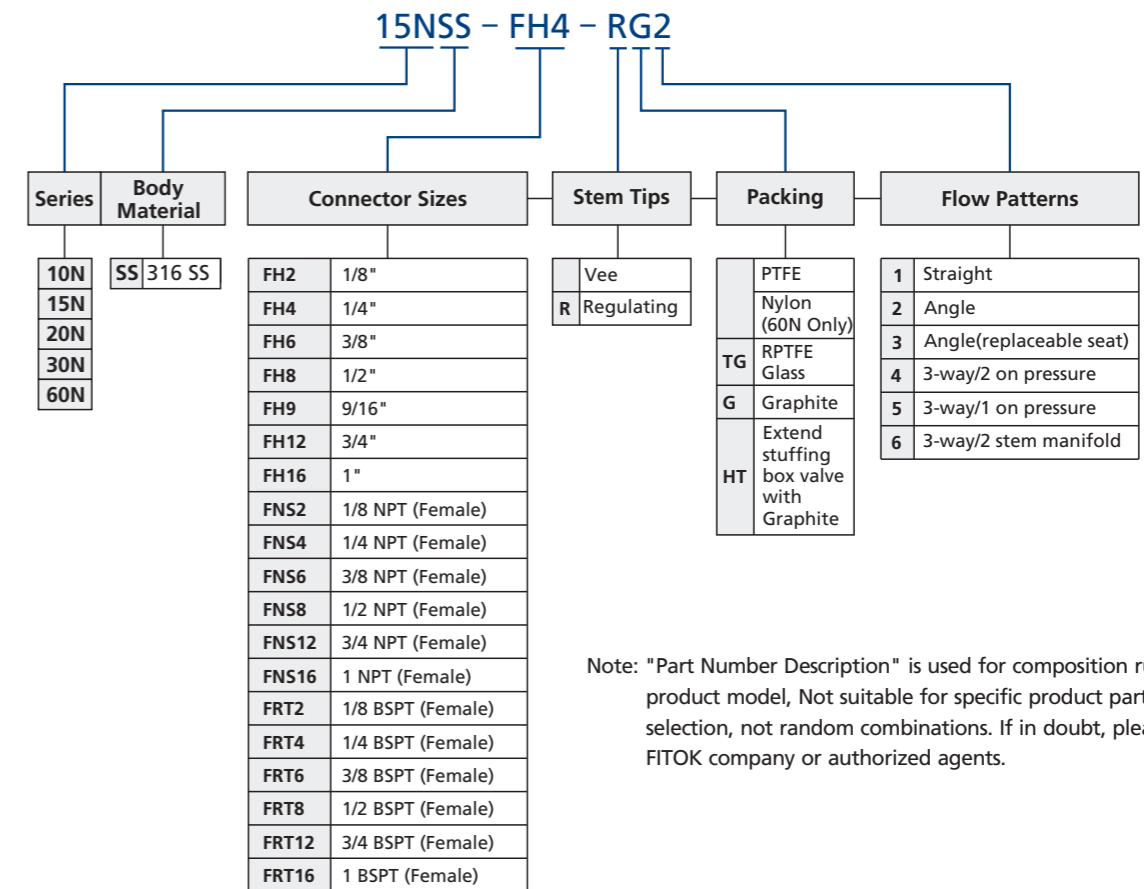 15NSS – FH4 – RG2
Series
Body
Material
Connector Sizes
Stem Tips
Packing
Flow Patterns
10N
15N
20N
30N
60N
SS 316 SS
FH2 1/8"
FH4 1/4"
FH6 3/8"
FH8 1/2"
FH9 9/16"
FH12 3/4"
FH16 1"
FNS2 1/8 NPT (Female)
FNS4 1/4 NPT (Female)
FNS6 3/8 NPT (Female)
FNS8 1/2 NPT (Female)
FNS12 3/4 NPT (Female)
FNS16 1 NPT (Female)
FRT2 1/8 BSPT (Female)
FRT4 1/4 BSPT (Female)
FRT6 3/8 BSPT (Female)
FRT8 1/2 BSPT (Female)
FRT12 3/4 BSPT (Female)
FRT16 1 BSPT (Female)
Vee
R Regulating
PTFE
Nylon
(60N Only)
TG RPTFE
Glass
G Graphite
HT Extend
stuffing
box valve
with
Graphite
1 Straight
2 Angle
3 Angle(replaceable seat)
4 3-way/2 on pressure
5 3-way/1 on pressure
6 3-way/2 stem manifold
Note: "Part Number Description" is used for composition
product model, Not suitable for specific product part
selection, not random combinations. If in doubt,
FITOK company or authorized agents.